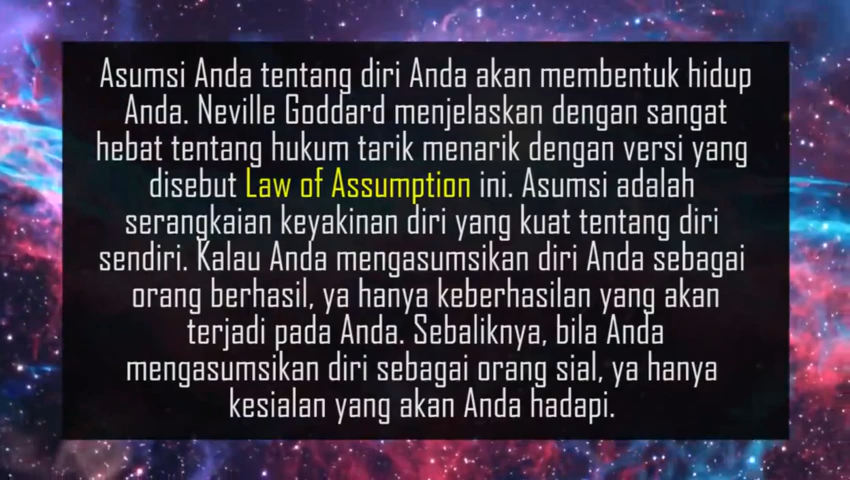 Asumsi Anda tentang diri Anda akan membentuk hidup
Anda. Neville Goddard menjelaskan dengan sangat
hebat tentang hukum tarik menarik dengan versi yang
disebut Law of Assumption ini. Asumsi adalah
serangkaian keyakinan diri yang kuat tentang diri
sendiri. Kalau Anda mengasumsikan diri Anda sebagai
orang berhasil, ya hanya keberhasilan yang akan
terjadi pada Anda. Sebaliknya, bila Anda
mengasumsikan diri sebagai orang sial, ya hanya
kesialan yang akan Anda hadapi.